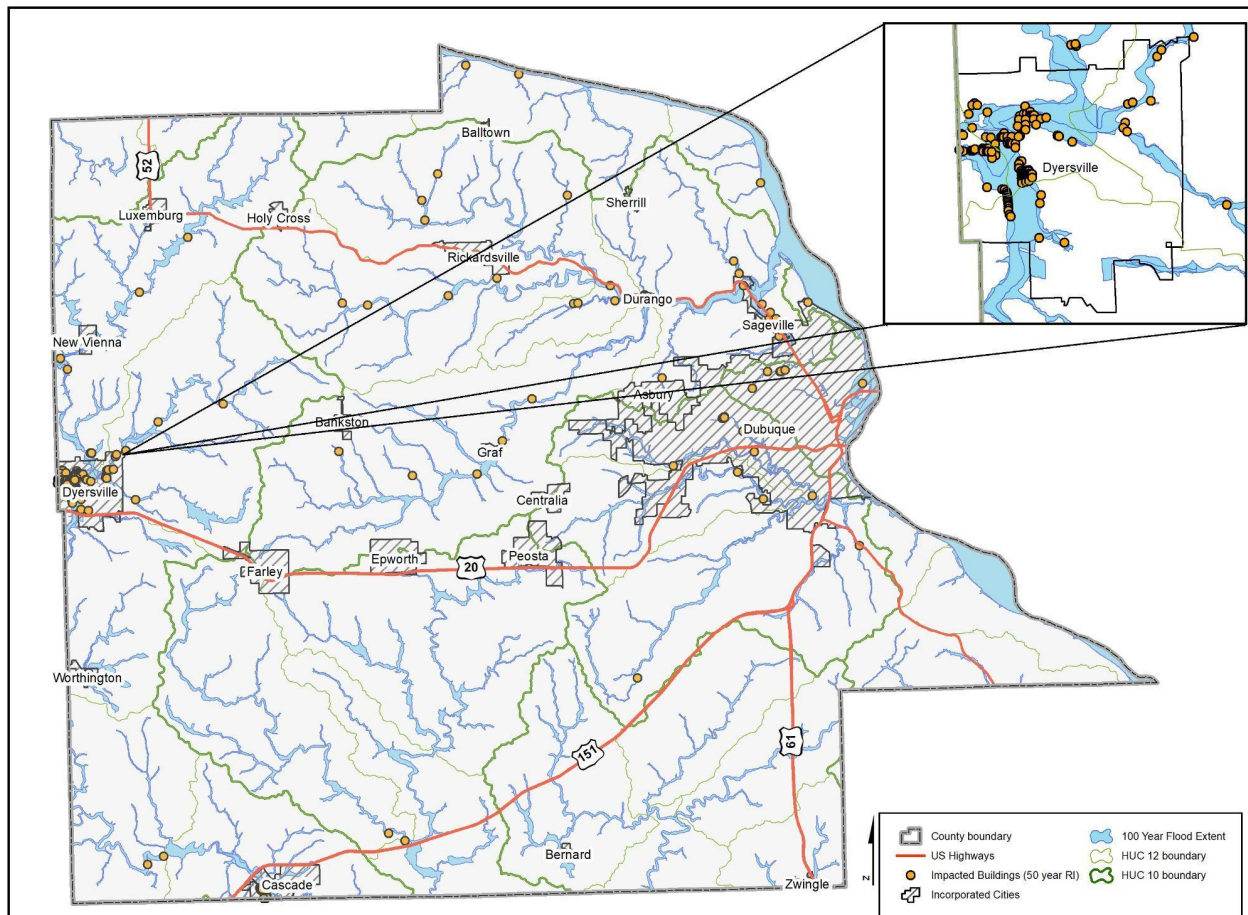 Balltown
52
Luxemburg
Holy Cross
Sherrill
Rickardsville
Durango
Sageville
New Vienna
Asbury
Bankston
Dubuque
Graf
Dyersville
Centralia
Farley
Epworth
20
Peosta
Worthington
151
61
Bernard
Cascade
Zwingle
Dyersville
N
County boundary
US Highways
Impacted Buildings (50 year RI)
Incorporated Cities
100 Year Flood Extent
HUC 12 boundary
HUC 10 boundary